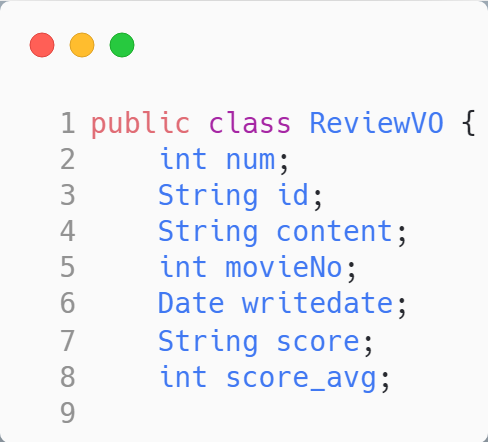 1 public class ReviewVO {
2     int num;
3     String id;
4     String content;
5     int movieNo;
6     Date writedate;
7     String score;
8     int score_avg;
9